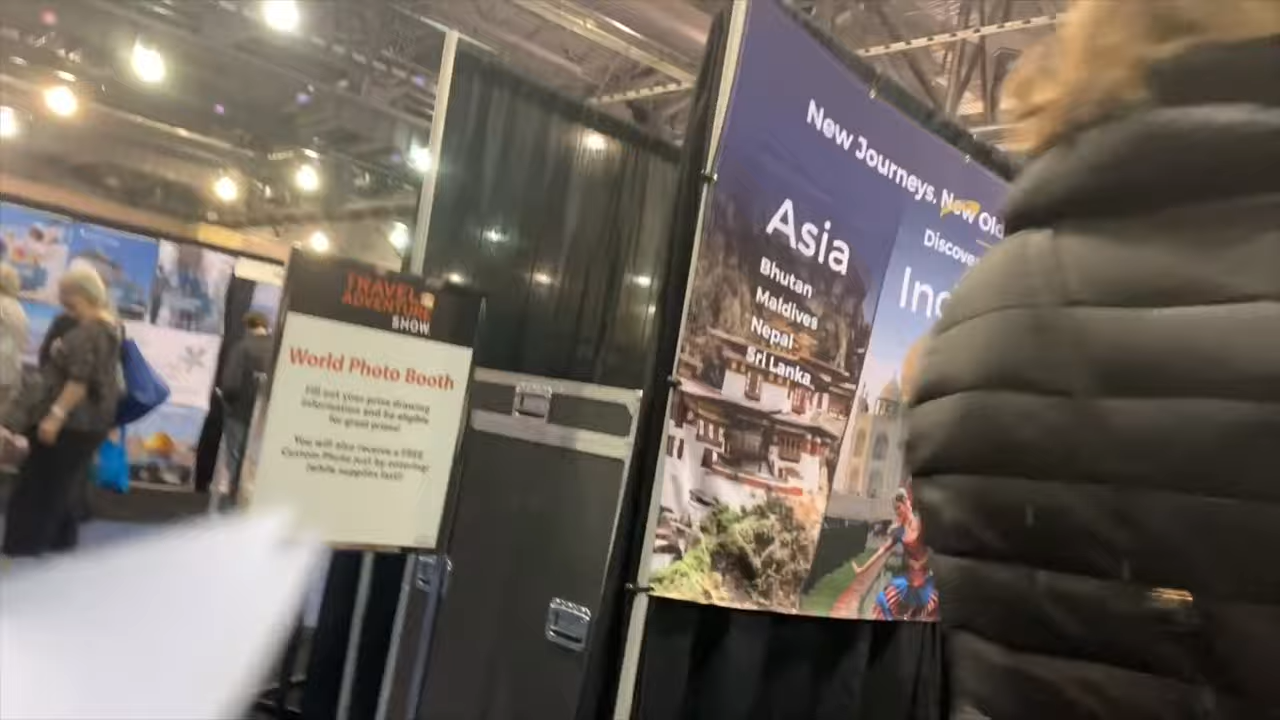 TRAVEL &
ADVENTURE
SHOW
World Photo Booth
Fill out your prize drawing
information and be eligible
for great prizes!
You will also receive a FREE
Custom Photo just by entering!
(while supplies last)
New Journeys, New Old
Asia
Bhutan
Maldives
Nepal
Sri Lanka
Discover